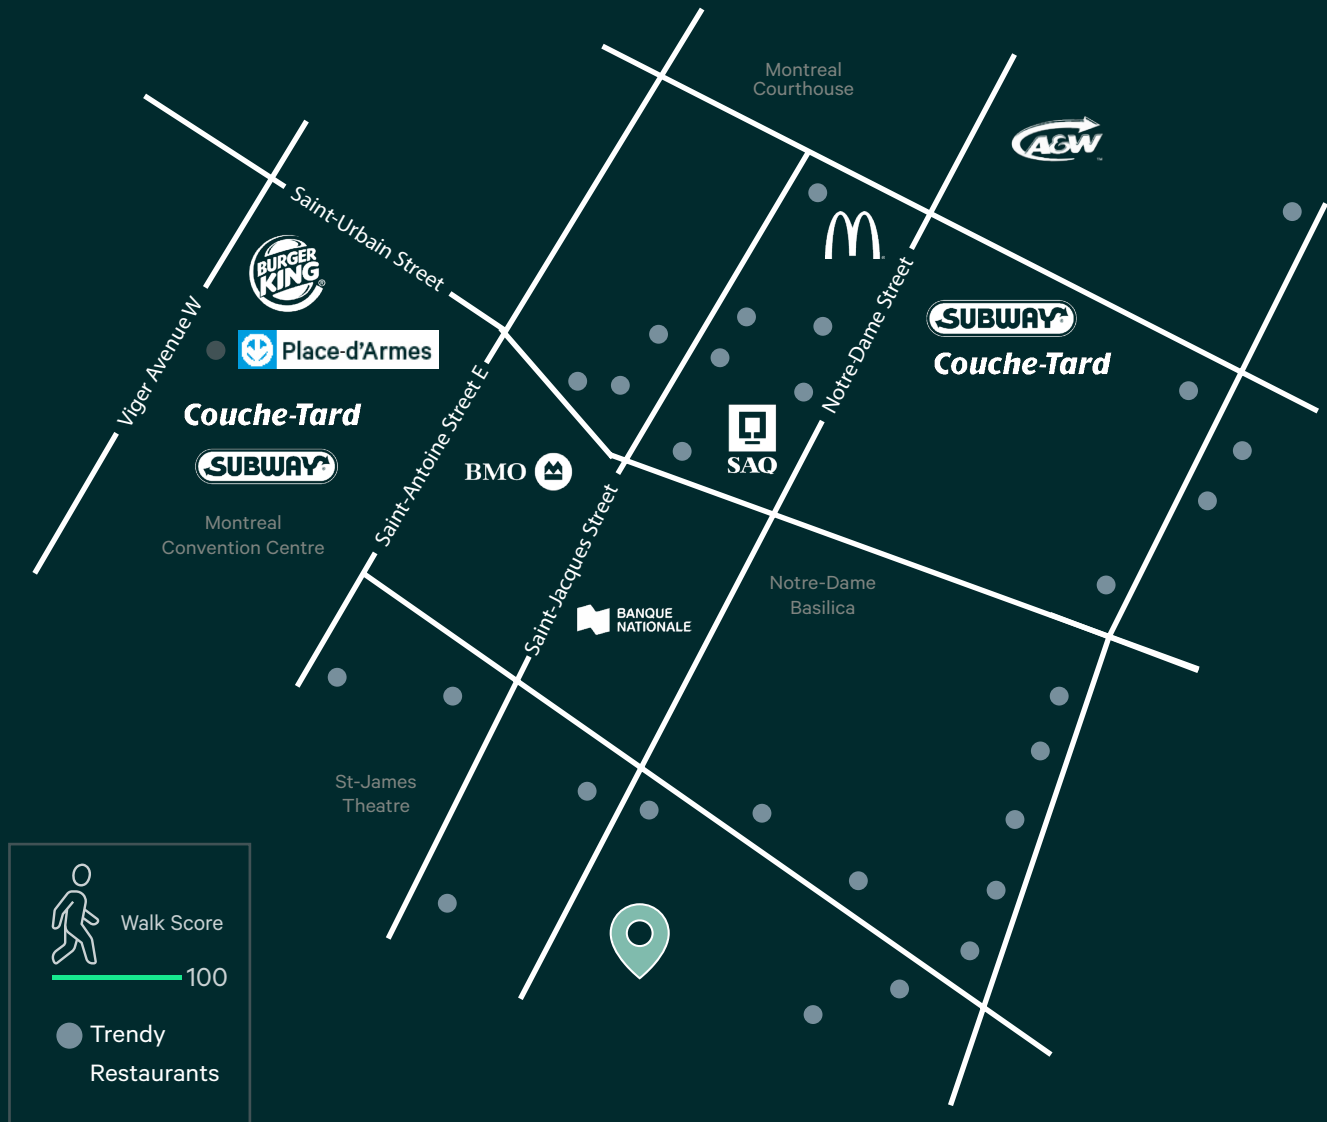 Montreal
Courthouse
A&W
™
Saint-Urbain Street
BURGER
KING
®
Viger Avenue W
Place-d'Armes
Notre-Dame Street
SUBWAY
Couche-Tard
Couche-Tard
SUBWAY
Saint-Antoine Street E
BMO
SAQ
Saint-Jacques Street
Montreal
Convention Centre
Notre-Dame
Basilica
BANQUE
NATIONALE
St-James
Theatre
Walk Score
100
Trendy
Restaurants